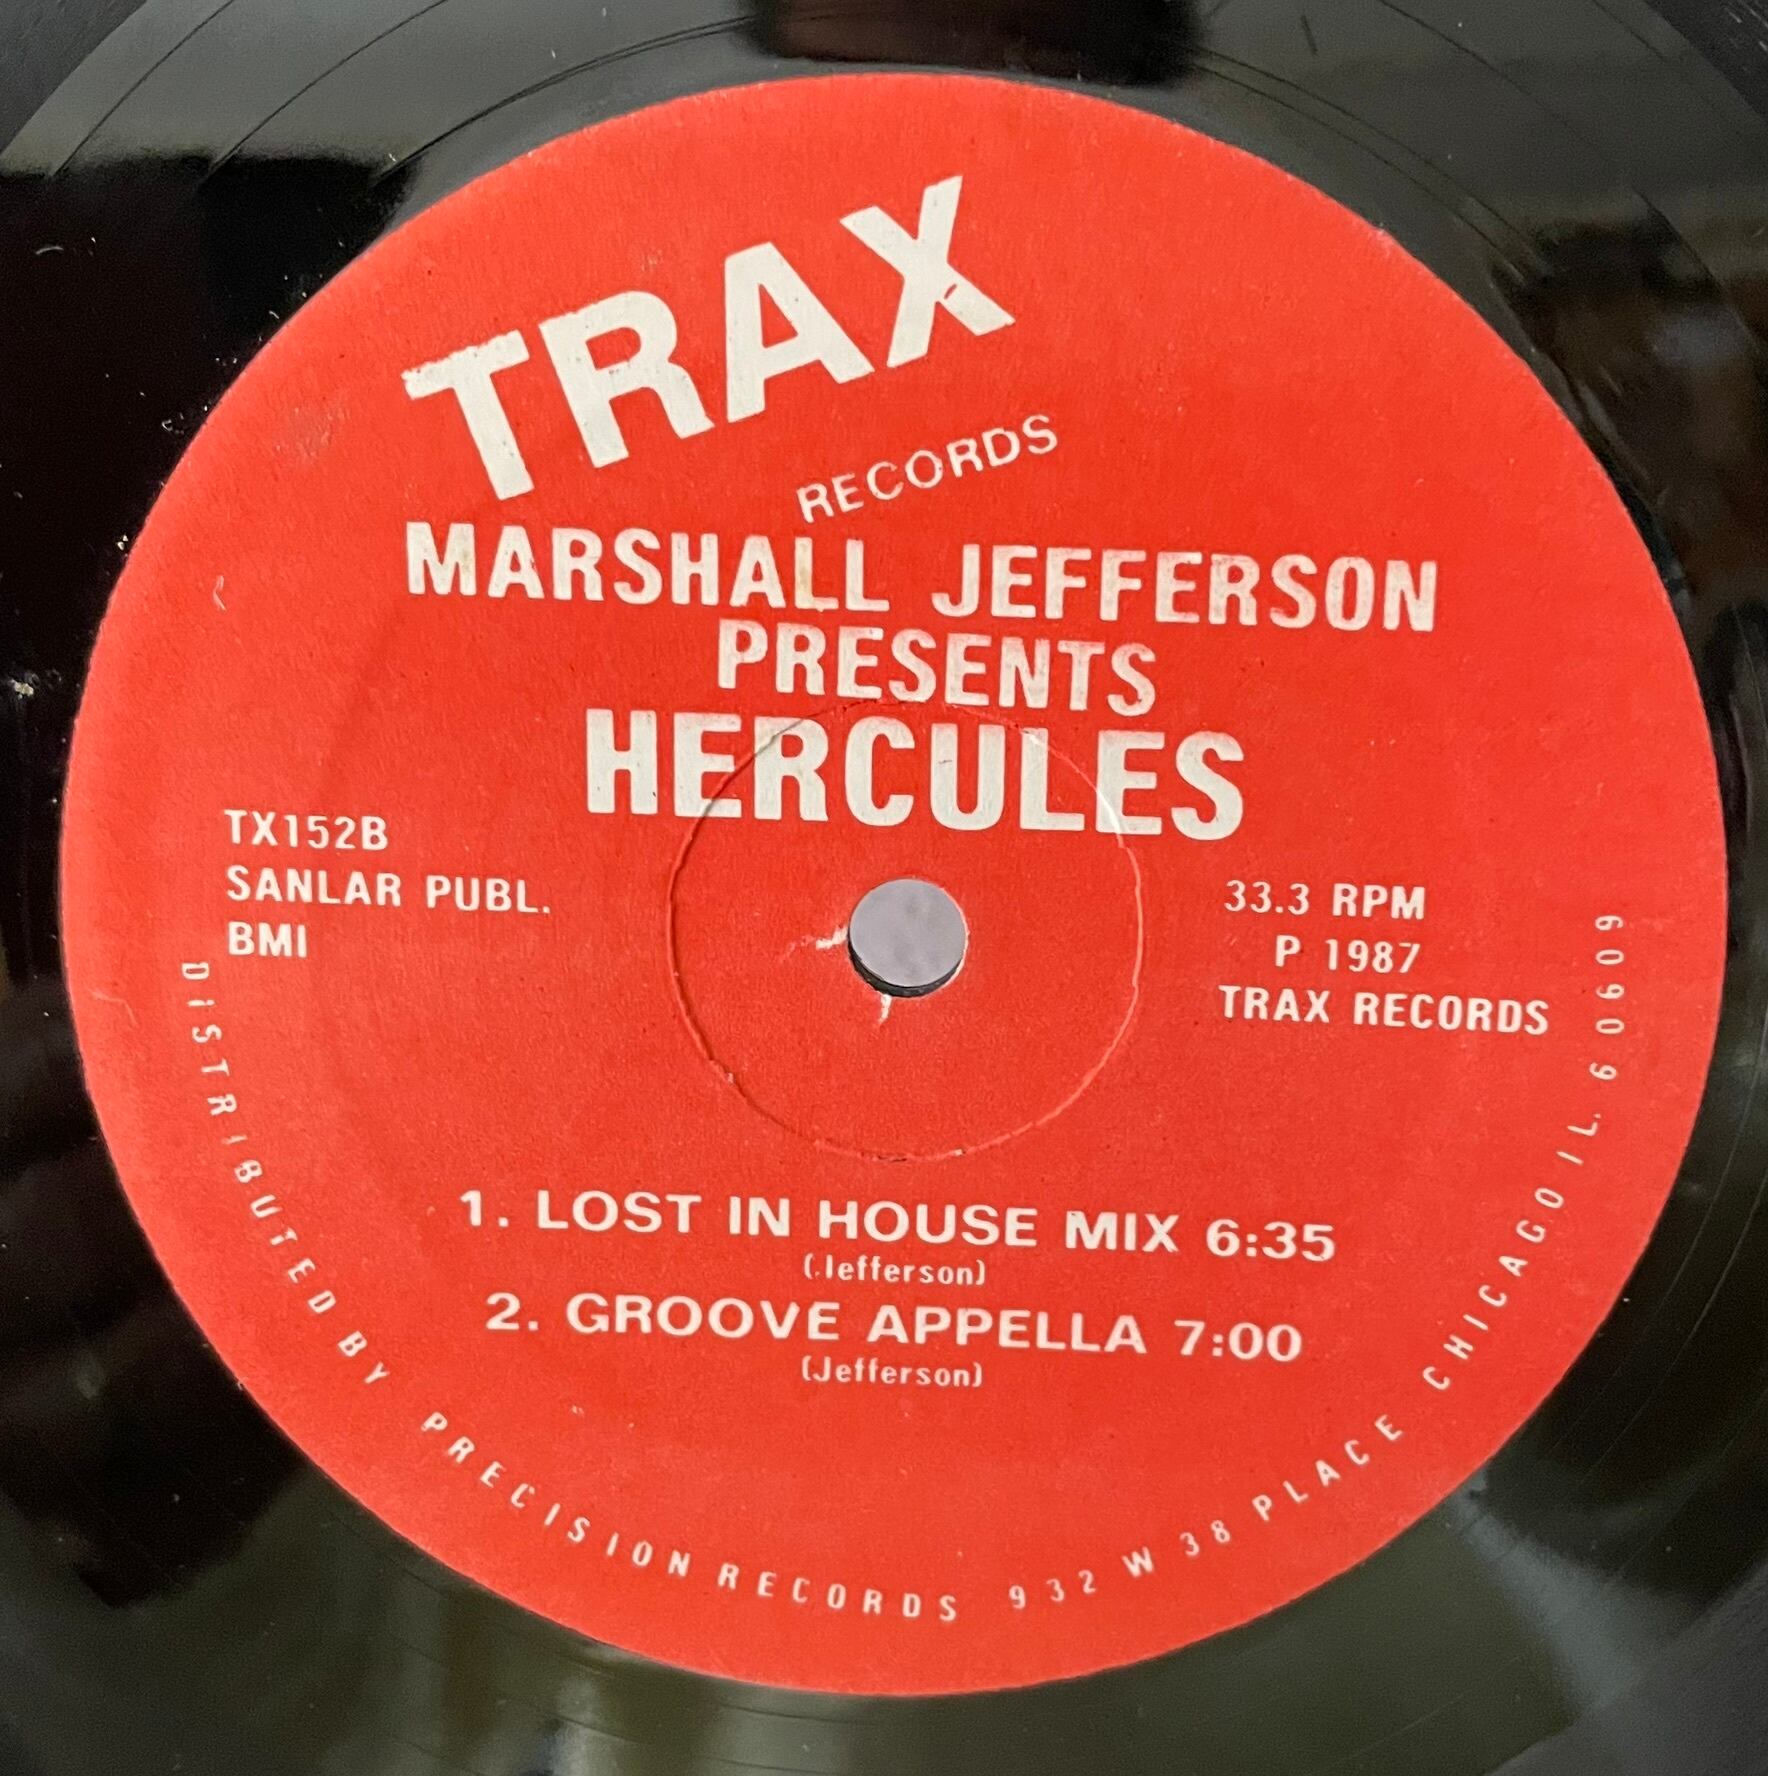 TRAX
RECORDS
MARSHALL JEFFERSON
PRESENTS
HERCULES
TX152B
SANLAR PUBL.
BMI
33.3 RPM
P 1987
TRAX RECORDS
1. LOST IN HOUSE MIX 6:35
(Jefferson)
2. GROOVE APPELLA 7:00
(Jefferson)
DISTRIBUTED BY PRECISION RECORDS 932 W 38 PLACE CHICAGO IL. 60609